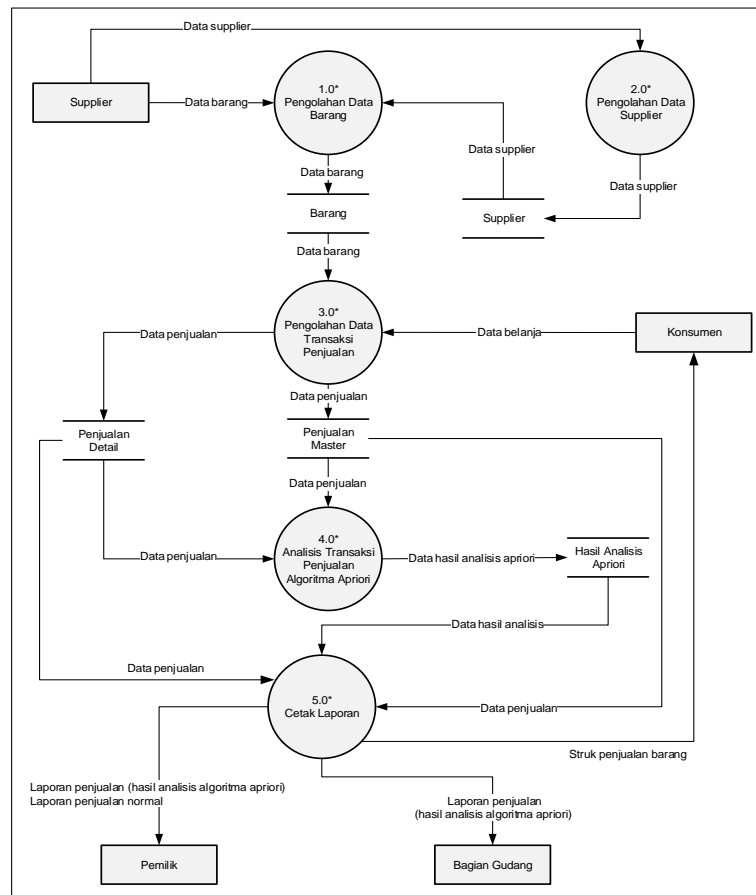 Data supplier
Supplier
Data barang
1.0*
Pengolahan Data
Barang
2.0*
Pengolahan Data
Supplier
Data supplier
Data supplier
Data barang
Barang
Supplier
Data barang
3.0*
Pengolahan Data
Transaksi
Penjualan
Data penjualan
Data belanja
Konsumen
Data penjualan
Penjualan
Detail
Penjualan
Master
Data penjualan
4.0*
Analisis Transaksi
Penjualan
Algoritma Apriori
Data penjualan
Data hasil analisis apriori
Hasil Analisis
Apriori
Data hasil analisis
Data penjualan
5.0*
Cetak Laporan
Data penjualan
Struk penjualan barang
Laporan penjualan (hasil analisis algoritma apriori)
Laporan penjualan normal
Laporan penjualan
(hasil analisis algoritma apriori)
Pemilik
Bagian Gudang